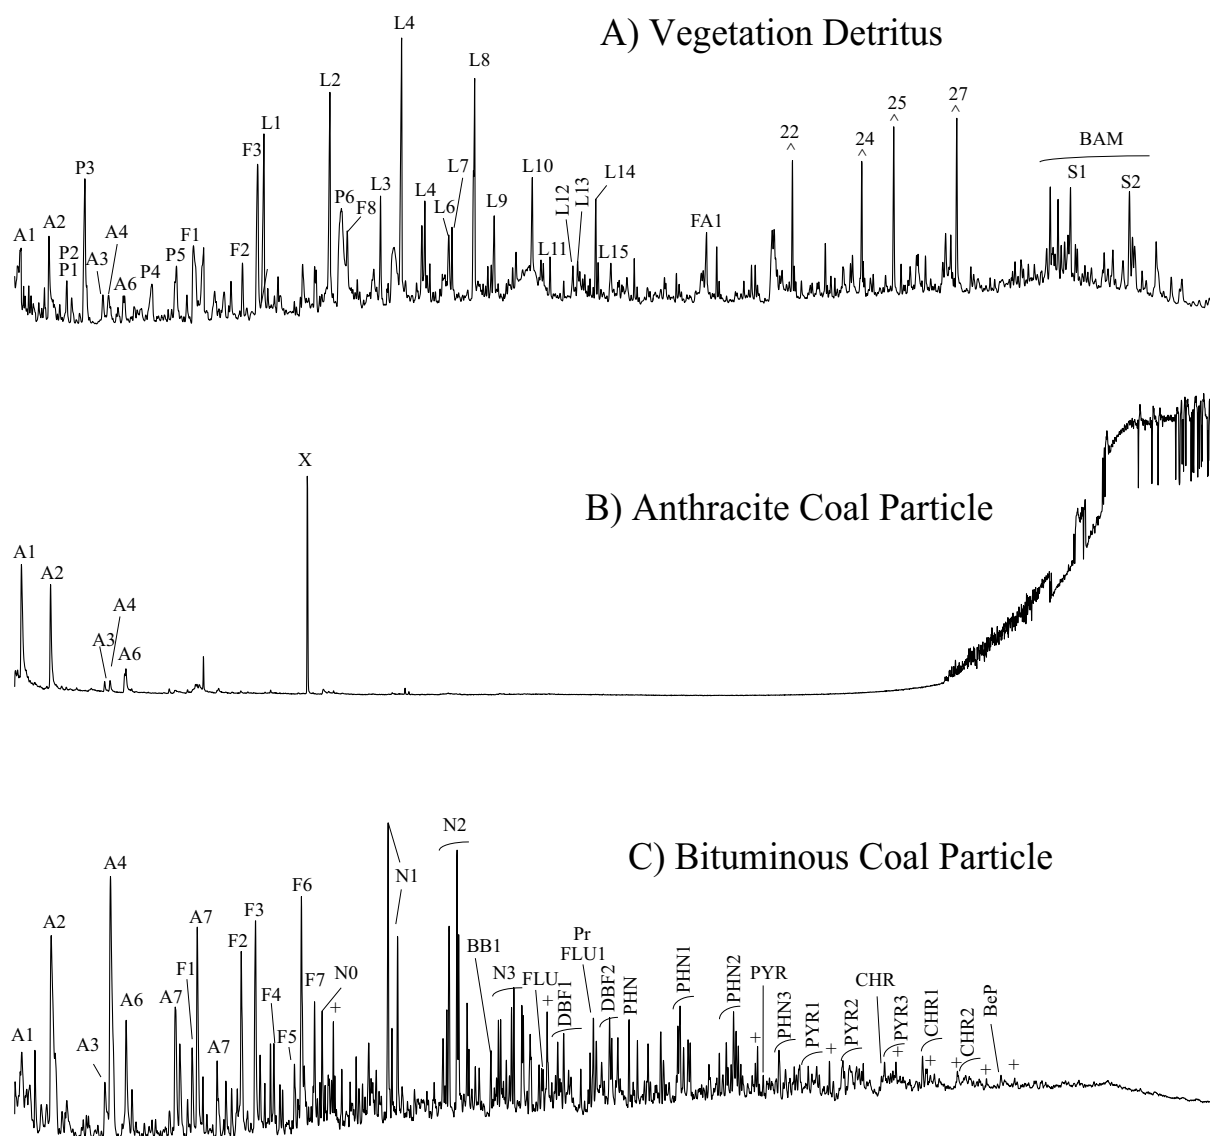 A) Vegetation Detritus
A1
A2
P2
P1
P3
A3
A4
A6
P4
P5
F1
F2
F3
L1
L2
P6
F8
L3
L4
L4
L6
L7
L8
L9
L10
L11
L12
L13
L14
L15
FA1
22
^
24
^
25
^
27
^
BAM
S1
S2
B) Anthracite Coal Particle
A1
A2
A3
A4
A6
X
C) Bituminous Coal Particle
A1
A2
A3
A4
A6
A7
F1
A7
A7
F2
F3
F4
F5
F6
F7
N0
+
N1
N2
BB1
N3
FLU
+
DBF1
Pr
FLU1
DBF2
PHN
PHN1
PHN2
+
PYR
PHN3
PYR1
+
PYR2
CHR
PYR3
+
CHR1
+
+
CHR2
+
BeP
+